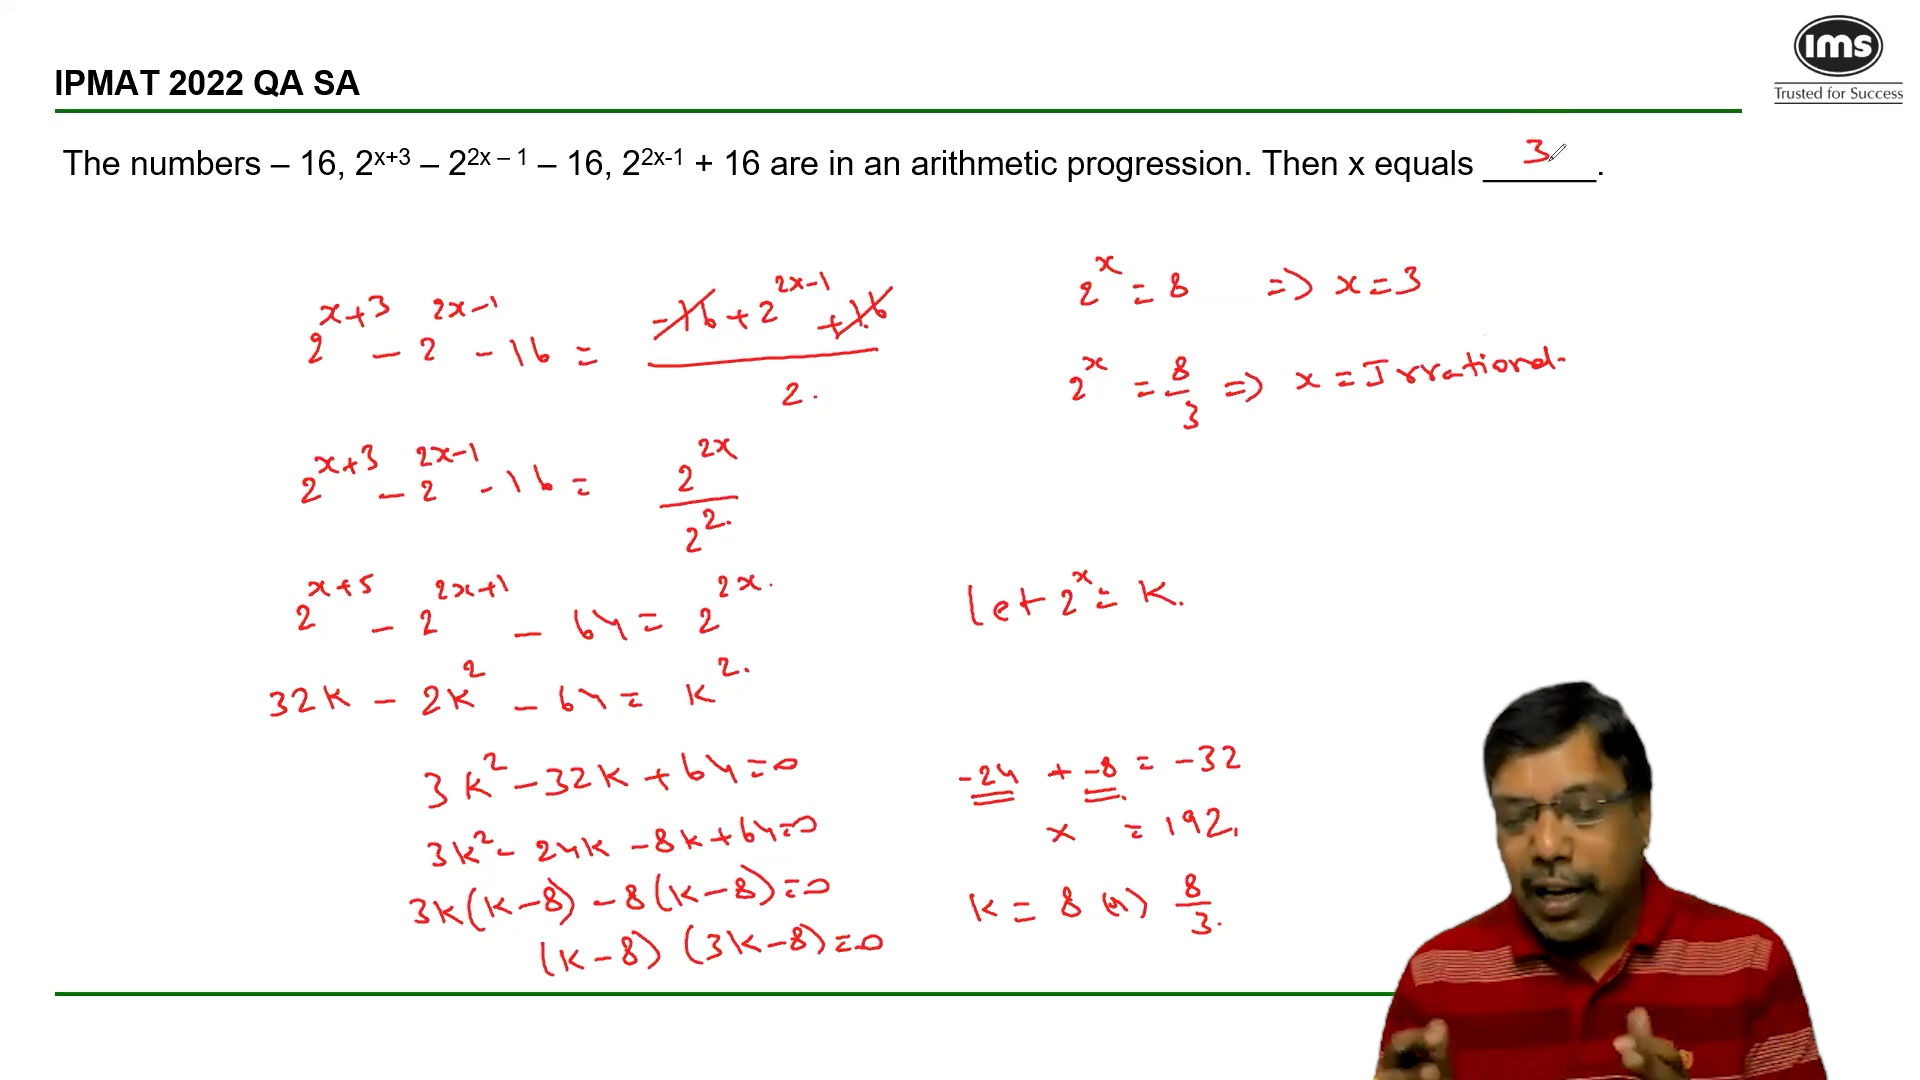 ims
Trusted for Success
IPMAT 2022 QA SA
The numbers – 16, 2^{x+3} – 2^{2x – 1} – 16, 2^{2x-1} + 16 are in an arithmetic progression. Then x equals ___3___.
2^{x+3} - 2^{2x-1} - 16 = (-16 + 2^{2x-1} + 16) / 2.
2^{x+3} - 2^{2x-1} - 16 = 2^{2x} / 2^{2}.
2^{x+5} - 2^{2x+1} - 64 = 2^{2x}.
32k - 2k^2 - 64 = k^2.
3k^2 - 32k + 64 = 0
3k^2 - 24k - 8k + 64 = 0
3k(k-8) - 8(k-8) = 0
(k-8) (3k-8) = 0
2^x = 8 => x = 3
2^x = 8/3 => x = Irrational.
let 2^x = k.
-24 + -8 = -32
x = 192.
k = 8 (or) 8/3.